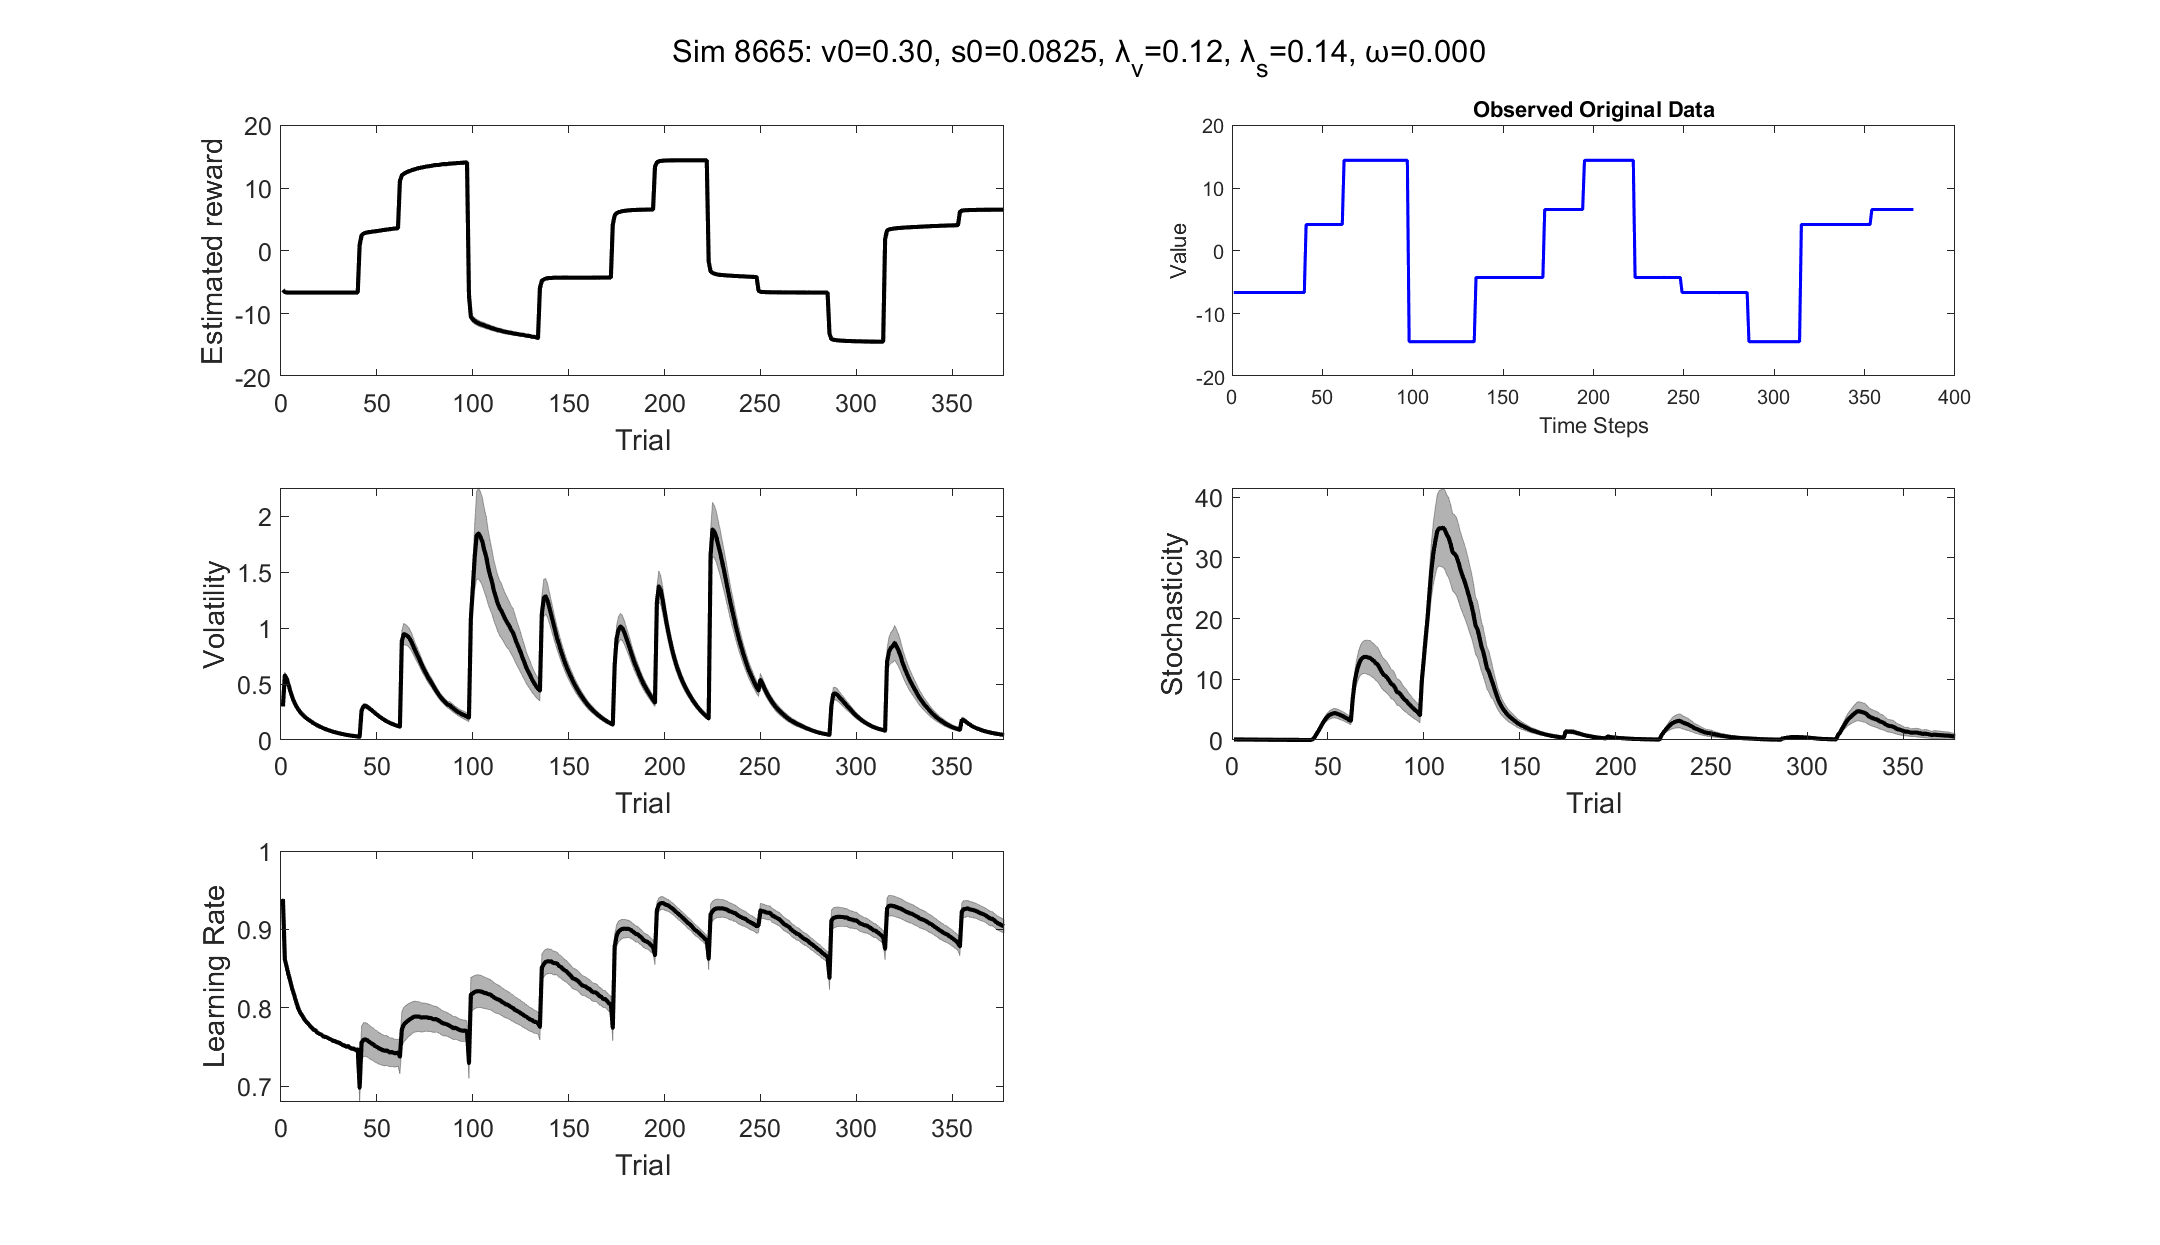 Sim 8665: v0=0.30, s0=0.0825, λ_v=0.12, λ_s=0.14, ω=0.000
Estimated reward
20
10
0
-10
-20
0 50 100 150 200 250 300 350
Trial
Observed Original Data
Value
20
10
0
-10
-20
0 50 100 150 200 250 300 350 400
Time Steps
Volatility
2
1.5
1
0.5
0
0 50 100 150 200 250 300 350
Trial
Stochasticity
40
30
20
10
0
0 50 100 150 200 250 300 350
Trial
Learning Rate
1
0.9
0.8
0.7
0 50 100 150 200 250 300 350
Trial